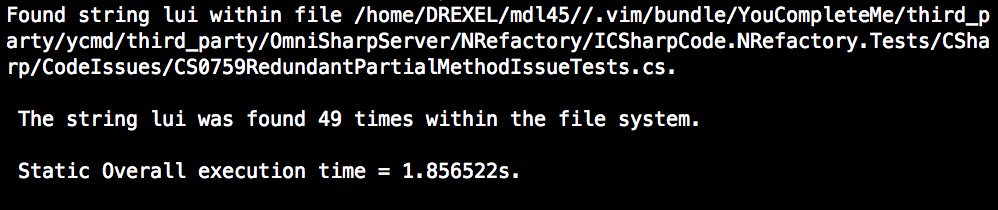 Found string lui within file /home/DREXEL/mdl45//.vim/bundle/YouCompleteMe/third_p
arty/ycmd/third_party/OmniSharpServer/NRefactory/ICSharpCode.NRefactory.Tests/CSha
rp/CodeIssues/CS0759RedundantPartialMethodIssueTests.cs.
The string lui was found 49 times within the file system.
Static Overall execution time = 1.856522s.